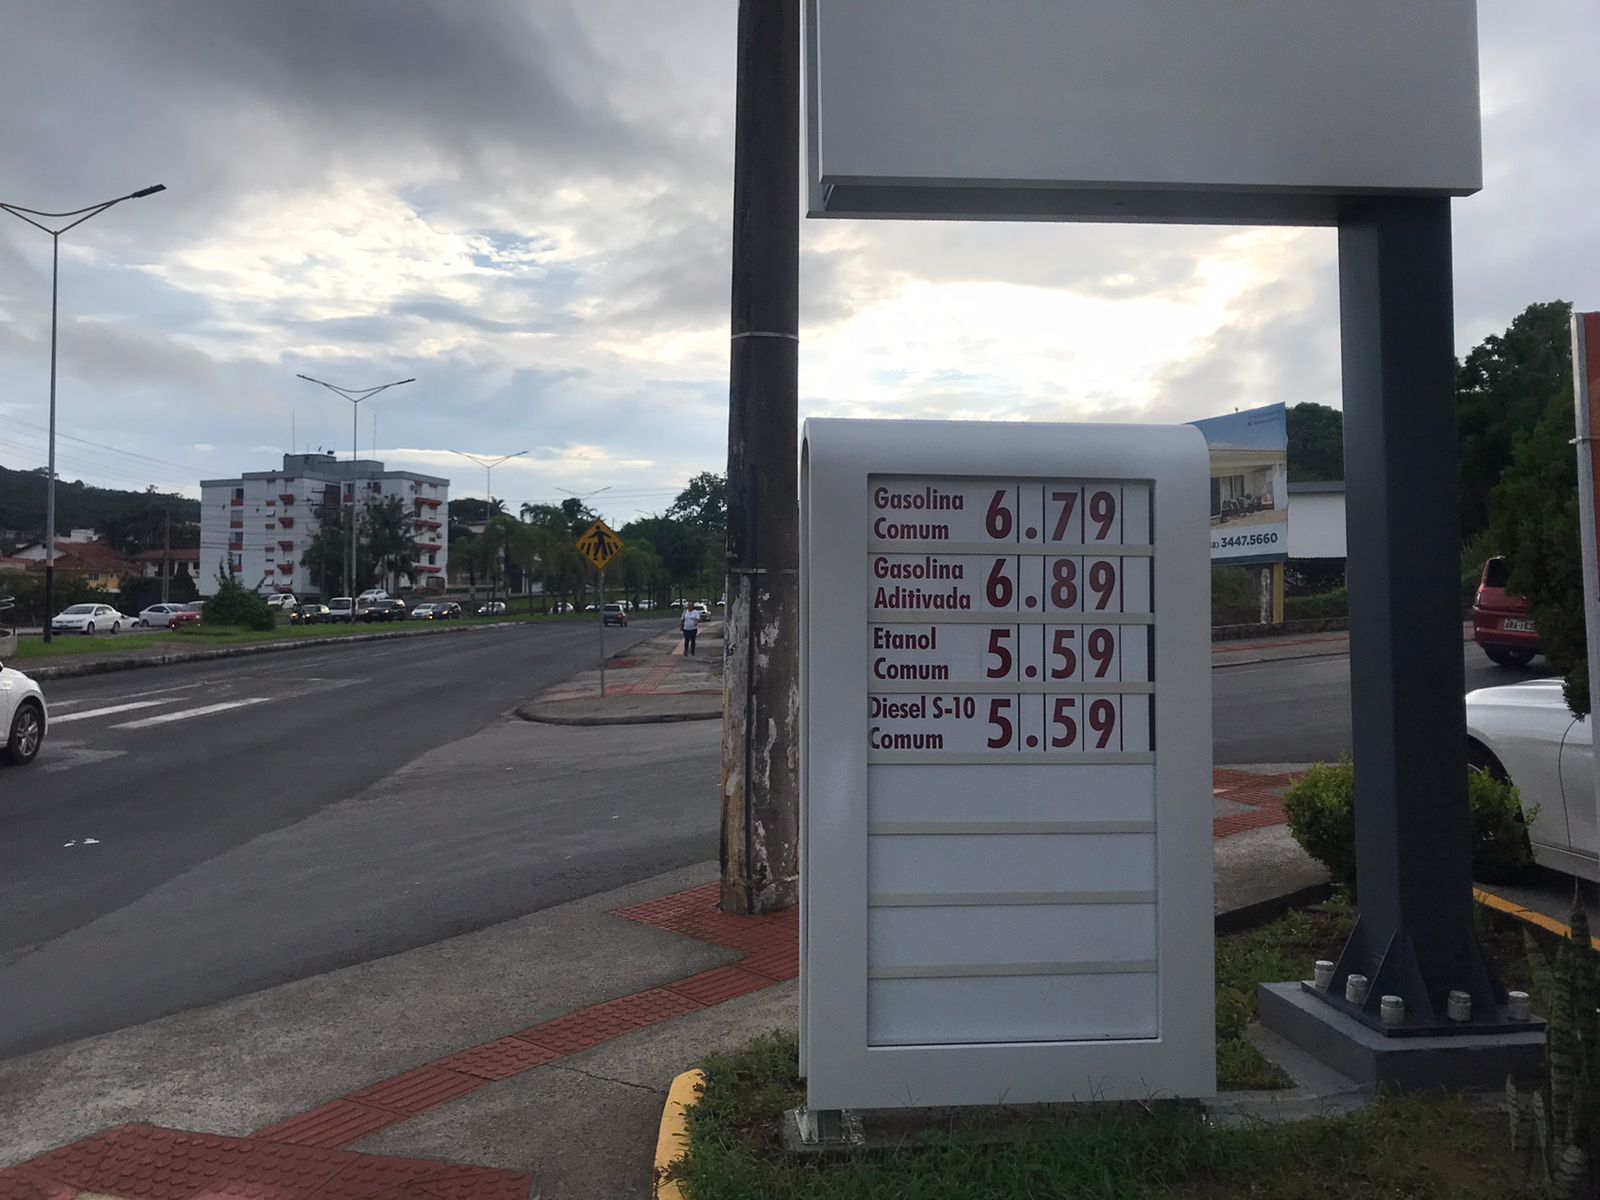 Gasolina
Comum 6.79
Gasolina
Aditivada 6.89
Etanol
Comum 5.59
Diesel S-10
Comum 5.59
3447.5660